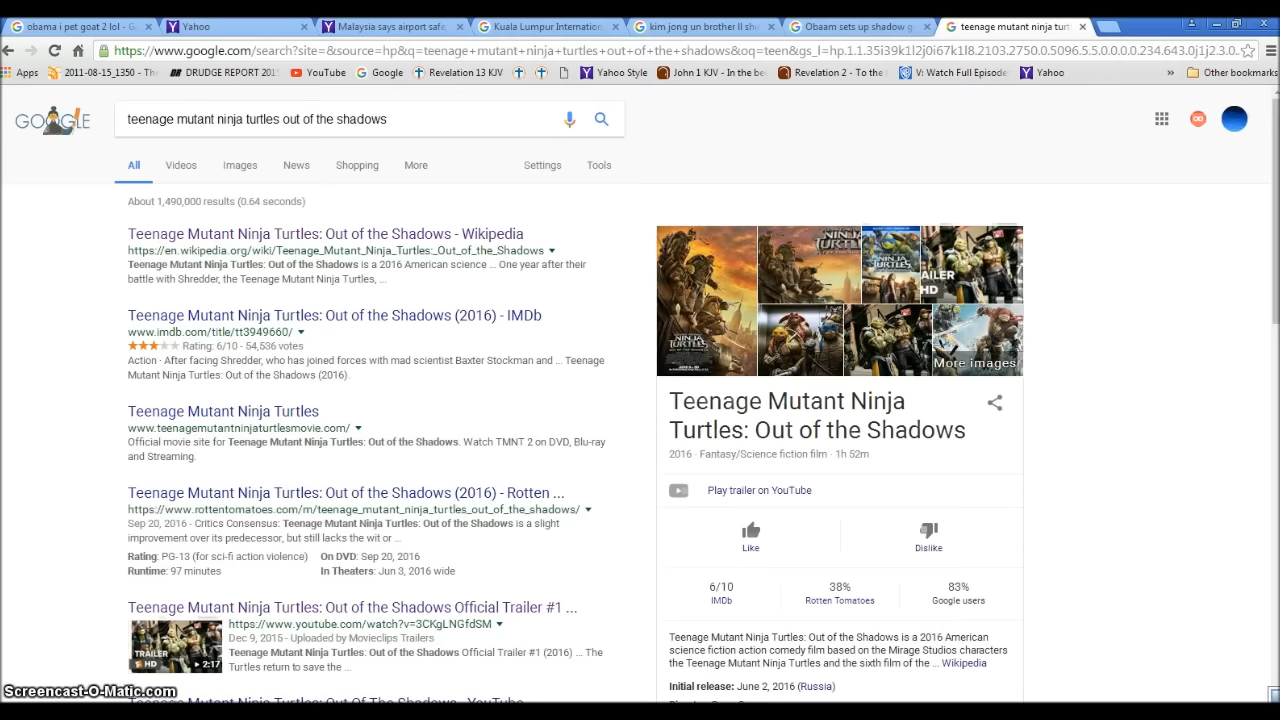 obama i pet goat 2 lol - G
Yahoo
Malaysia says airport safe,
Kuala Lumpur Internation
kim jong un brother ll she
Obaam sets up shadow g
teenage mutant ninja turt
https://www.google.com/search?site=&source=hp&q=teenage+mutant+ninja+turtles+out+of+the+shadows&oq=teen&gs_l=hp.1.1.35i39k1l2j0i67k1l8.2103.2750.0.5096.5.5.0.0.0.0.234.643.0j1j2.3.0.
Apps
2011-08-15_1350 - The
DRUDGE REPORT 201
YouTube
Google
Revelation 13 KJV
Yahoo Style
John 1 KJV - In the be
Revelation 2 - To the
V: Watch Full Episode
Yahoo
»
Other bookmarks
GOOGLE
teenage mutant ninja turtles out of the shadows
All
Videos
Images
News
Shopping
More
Settings
Tools
About 1,490,000 results (0.64 seconds)
Teenage Mutant Ninja Turtles: Out of the Shadows - Wikipedia
https://en.wikipedia.org/wiki/Teenage_Mutant_Ninja_Turtles:_Out_of_the_Shadows
Teenage Mutant Ninja Turtles: Out of the Shadows is a 2016 American science ... One year after their
battle with Shredder, the Teenage Mutant Ninja Turtles, ...
Teenage Mutant Ninja Turtles: Out of the Shadows (2016) - IMDb
www.imdb.com/title/tt3949660/
Rating: 6/10 - 54,536 votes
Action · After facing Shredder, who has joined forces with mad scientist Baxter Stockman and ... Teenage
Mutant Ninja Turtles: Out of the Shadows (2016).
Teenage Mutant Ninja Turtles
www.teenagemutantninjaturtlesmovie.com/
Official movie site for Teenage Mutant Ninja Turtles: Out of the Shadows. Watch TMNT 2 on DVD, Blu-ray
and Streaming.
Teenage Mutant Ninja Turtles: Out of the Shadows (2016) - Rotten ...
https://www.rottentomatoes.com/m/teenage_mutant_ninja_turtles_out_of_the_shadows/
Sep 20, 2016 - Critics Consensus: Teenage Mutant Ninja Turtles: Out of the Shadows is a slight
improvement over its predecessor, but still lacks the wit or ...
Rating: PG-13 (for sci-fi action violence)
On DVD: Sep 20, 2016
Runtime: 97 minutes
In Theaters: Jun 3, 2016 wide
Teenage Mutant Ninja Turtles: Out of the Shadows Official Trailer #1 ...
https://www.youtube.com/watch?v=3CKgLNGfdSM
Dec 9, 2015 - Uploaded by Movieclips Trailers
Teenage Mutant Ninja Turtles: Out of the Shadows Official Trailer #1 (2016) ... The
Turtles return to save the ...
TRAILER
HD
2:17
Teenage Mutant Ninja Turtles: Out Of The Shadows - YouTube
NINJA
TURTLES
AILER
HD
More images
Teenage Mutant Ninja
Turtles: Out of the Shadows
2016 · Fantasy/Science fiction film · 1h 52m
Play trailer on YouTube
Like
Dislike
6/10
38%
83%
IMDb
Rotten Tomatoes
Google users
Teenage Mutant Ninja Turtles: Out of the Shadows is a 2016 American
science fiction action comedy film based on the Mirage Studios characters
the Teenage Mutant Ninja Turtles and the sixth film of the ... Wikipedia
Initial release: June 2, 2016 (Russia)
Screencast-O-Matic.com